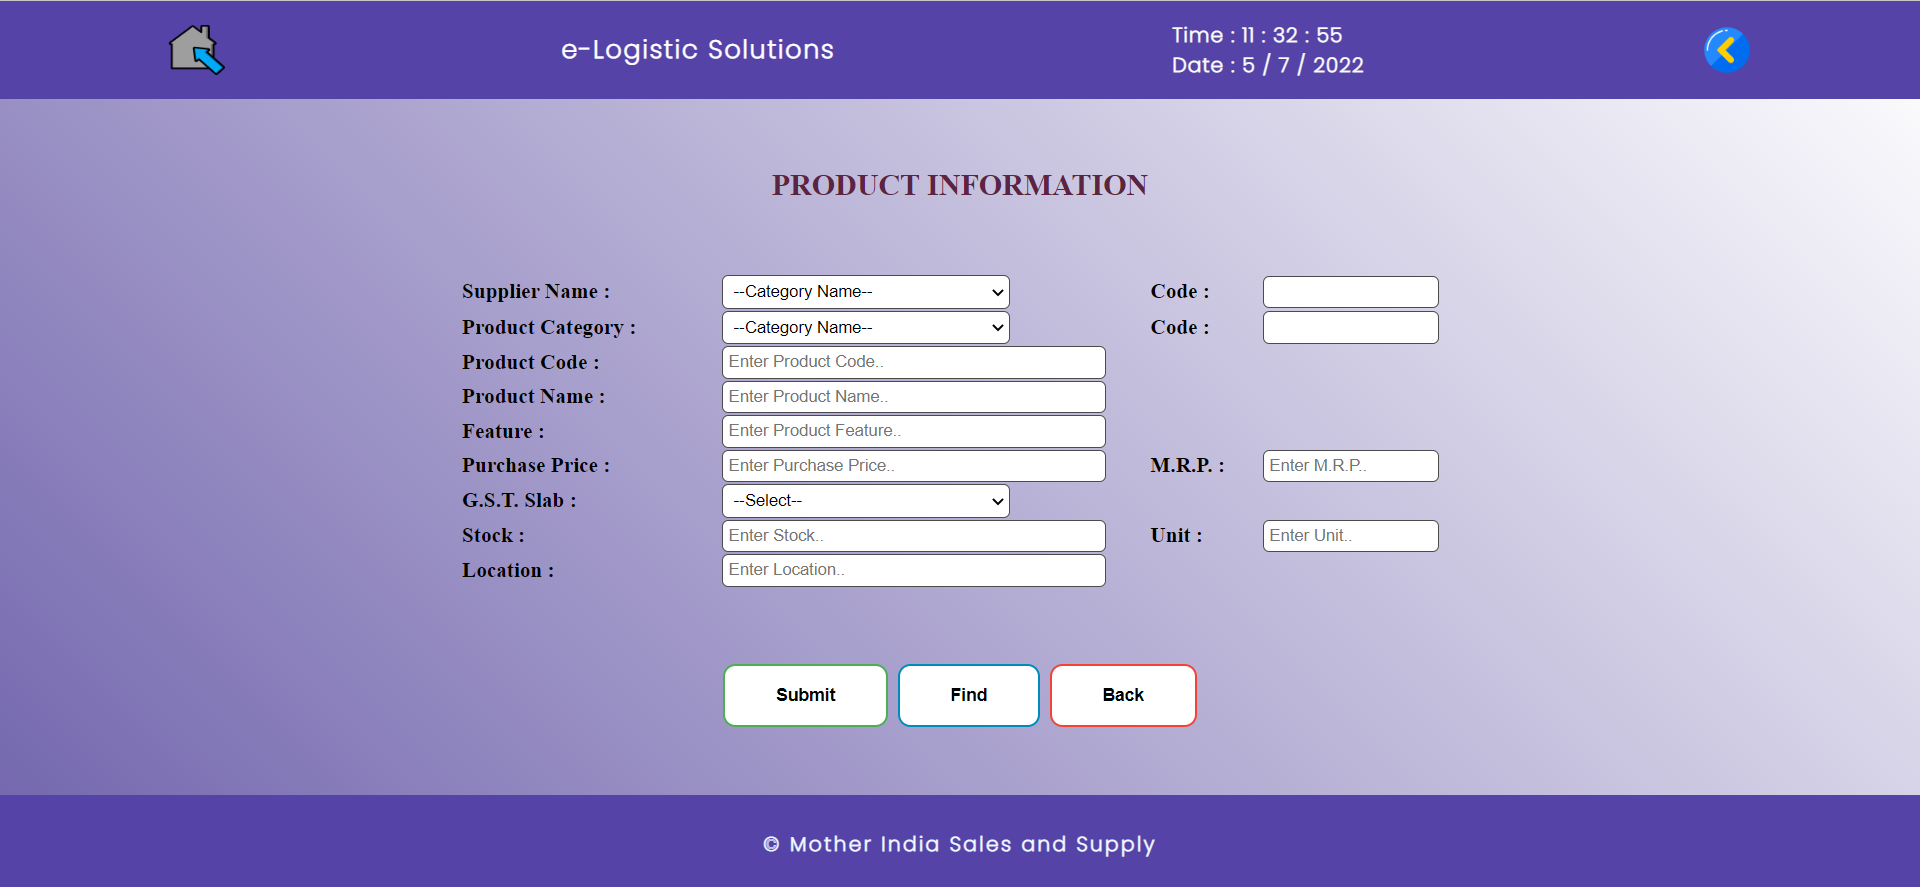 e-Logistic Solutions
Time : 11 : 32 : 55
Date : 5 / 7 / 2022
PRODUCT INFORMATION
Supplier Name : --Category Name-- Code :
Product Category : --Category Name-- Code :
Product Code : Enter Product Code..
Product Name : Enter Product Name..
Feature : Enter Product Feature..
Purchase Price : Enter Purchase Price.. M.R.P. : Enter M.R.P..
G.S.T. Slab : --Select--
Stock : Enter Stock.. Unit : Enter Unit..
Location : Enter Location..
Submit Find Back
© Mother India Sales and Supply